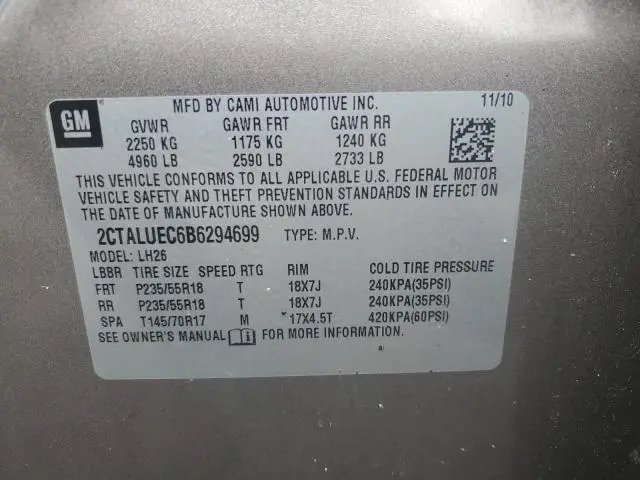 GM
MFD BY CAMI AUTOMOTIVE INC. 11/10
GVWR GAWR FRT GAWR RR
2250 KG 1175 KG 1240 KG
4960 LB 2590 LB 2733 LB
THIS VEHICLE CONFORMS TO ALL APPLICABLE U.S. FEDERAL MOTOR
VEHICLE SAFETY AND THEFT PREVENTION STANDARDS IN EFFECT ON
THE DATE OF MANUFACTURE SHOWN ABOVE.
2CTALUEC6B6294699 TYPE: M.P.V.
MODEL: LH26
LBBR TIRE SIZE SPEED RTG RIM COLD TIRE PRESSURE
FRT P235/55R18 T 18X7J 240KPA(35PSI)
RR P235/55R18 T 18X7J 240KPA(35PSI)
SPA T145/70R17 M 17X4.5T 420KPA(60PSI)
SEE OWNER'S MANUAL FOR MORE INFORMATION.